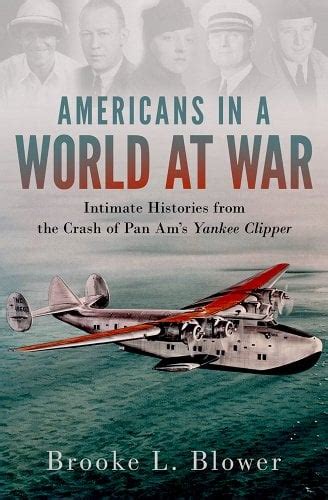 AMERICANS IN A
WORLD AT WAR
Intimate Histories from
the Crash of Pan Am's Yankee Clipper
Brooke L. Blower